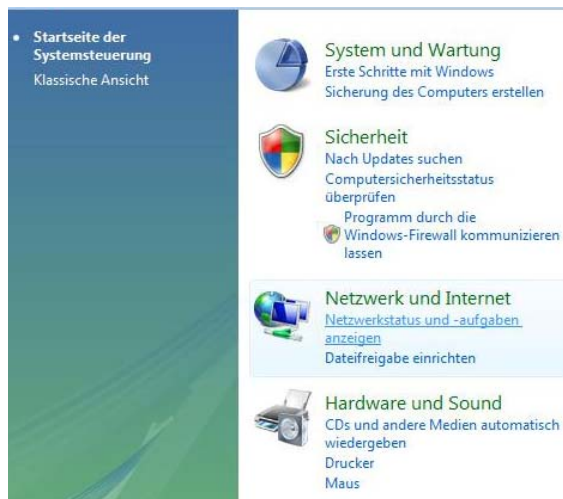 Startseite der
Systemsteuerung
Klassische Ansicht
System und Wartung
Erste Schritte mit Windows
Sicherung des Computers erstellen
Sicherheit
Nach Updates suchen
Computersicherheitsstatus
überprüfen
Programm durch die
Windows-Firewall kommunizieren
lassen
Netzwerk und Internet
Netzwerkstatus und -aufgaben
anzeigen
Dateifreigabe einrichten
Hardware und Sound
CDs und andere Medien automatisch
wiedergeben
Drucker
Maus